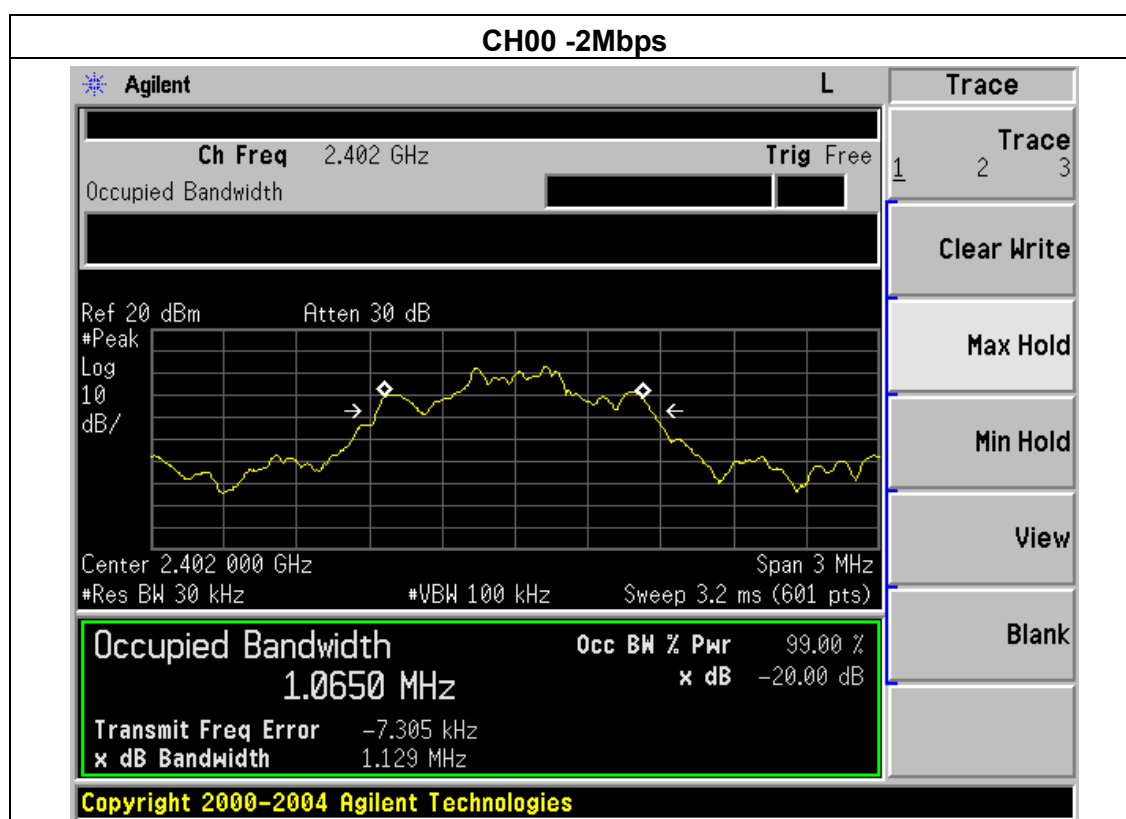 CH00 -2Mbps
Agilent L Trace
Ch Freq 2.402 GHz Trig Free
Occupied Bandwidth
Trace
1 2 3
Clear Write
Ref 20 dBm Atten 30 dB
#Peak
Log
10
dB/
Max Hold
Min Hold
View
Center 2.402 000 GHz Span 3 MHz
#Res BW 30 kHz #VBW 100 kHz Sweep 3.2 ms (601 pts)
Blank
Occupied Bandwidth Occ BW % Pwr 99.00 %
1.0650 MHz x dB -20.00 dB
Transmit Freq Error -7.305 kHz
x dB Bandwidth 1.129 MHz
Copyright 2000-2004 Agilent Technologies